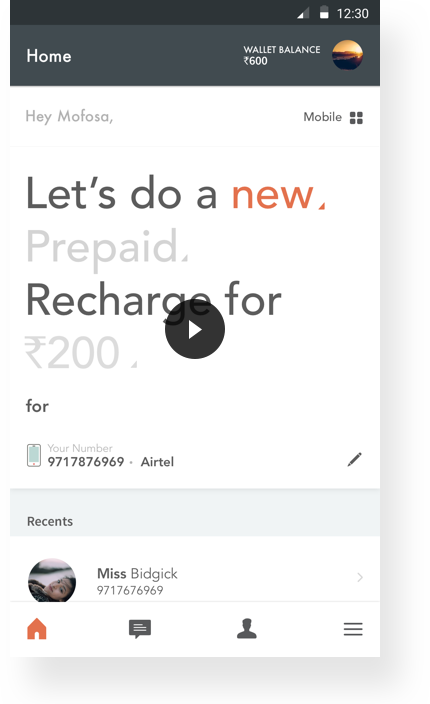 12:30
Home
WALLET BALANCE
₹600
Hey Mofosa,
Mobile
Let’s do a new
Prepaid
Recharge for
₹200
for
Your Number
9717876969 · Airtel
Recents
Miss Bidgick
9717676969